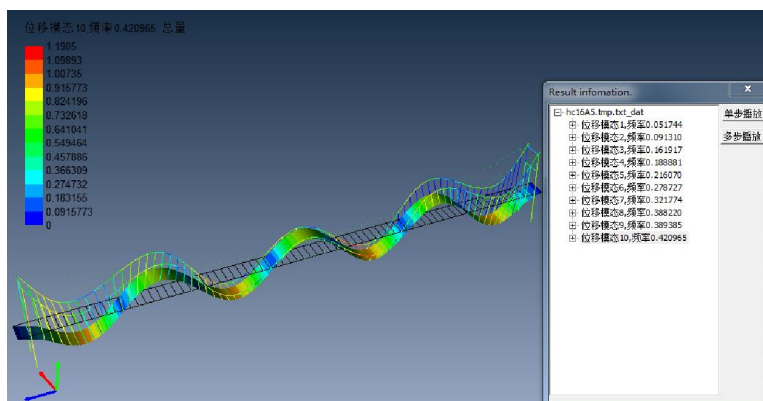 位移模态10,频率0.420965 总量
1.1905
1.09893
1.00735
0.915773
0.824196
0.732618
0.641041
0.549464
0.457886
0.366309
0.274732
0.183155
0.0915773
0
Result infomation.
hc16A5.tmp.txt_dat
位移模态1,频率0.051744
位移模态2,频率0.091310
位移模态3,频率0.161917
位移模态4,频率0.188881
位移模态5,频率0.216070
位移模态6,频率0.278727
位移模态7,频率0.321774
位移模态8,频率0.388220
位移模态9,频率0.389385
位移模态10,频率0.420965
单步播放
多步播放